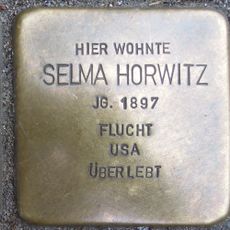 HIER WOHNTE
SELMA HORWITZ
JG. 1897
FLUCHT
USA
ÜBERLEBT